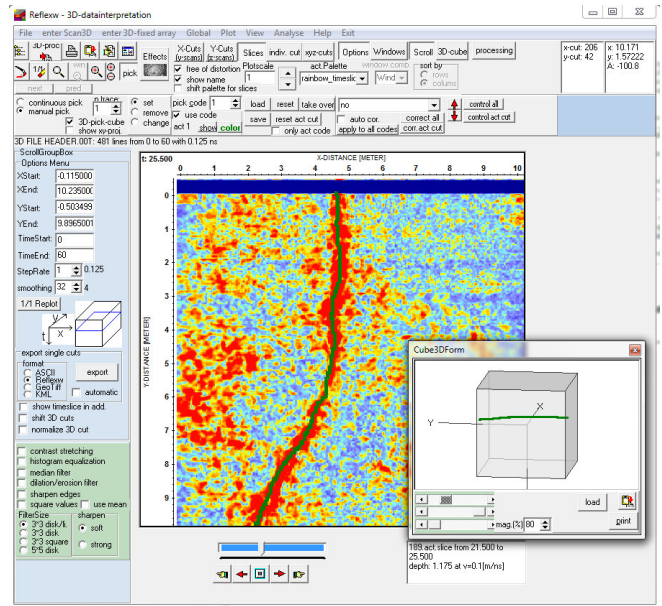 Reflexw - 3D-datainterpretation
File enter Scan3D enter 3D-fixed array Global Plot View Analyse Help Exit
3D-proc
Effects
X-Cuts (y-scans)
Y-Cuts (x-scans)
Slices indiv. cut xyz-cuts
Options Windows
Scroll 3D-cube
processing
x-cut: 206
y-cut: 42
x: 10.171
y: 1.57222
A: -100.8
free of distortion
show name
shift palette for slices
Plotscale
1
act.Palette
rainbow_timeslic
window comb.
Wind
sort by
rows
colums
1/1
win
pick
next pred
continuous pick
manual pick
n.trace:
1
3D-pick-cube
show xy-proj.
set
remove
change
pick code 1
use code
act 1 show color
load reset take over
save reset act cut
only act code
no
auto cor. correct all
apply to all codes corr.act cut
control all
control act cut
3D FILE HEADER.00T: 481 lines from 0 to 60 with 0.125 ns
ScrollGroupBox
Options Menu
XStart: -0.115000
XEnd: 10.235000
YStart: -0.503499
YEnd: 9.8965001
TimeStart: 0
TimeEnd: 60
StepRate 1 0.125
smoothing 32 4
1/1 Replot
y
t
x
export single cuts
format
ASCII
Reflexw
GeoTiff
KML
export
automatic
show timeslice in add.
shift 3D cuts
normalize 3D cut
contrast stretching
histogram equalization
median filter
dilation/erosion filter
sharpen edges
square values use mean
FilterSize
3*3 disk/li.
3*3 disk
3*3 square
5*5 disk
sharpen
soft
strong
t: 25.500
X-DISTANCE [METER]
0 1 2 3 4 5 6 7 8 9 10
Y-DISTANCE [METER]
0
1
2
3
4
5
6
7
8
9
Cube3DForm
X
Y
load
mag.(%) 80
print
189.act.slice from 21.500 to
25.500
depth: 1.175 at v=0.1[m/ns]